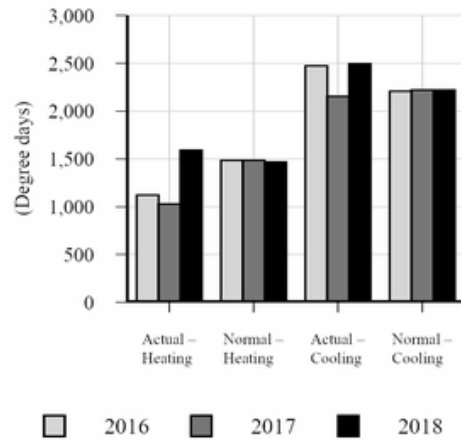 3,000
2,500
2,000
1,500
1,000
500
0
(Degree days)
Actual – Normal – Actual – Normal –
Heating Heating Cooling Cooling
2016 2017 2018